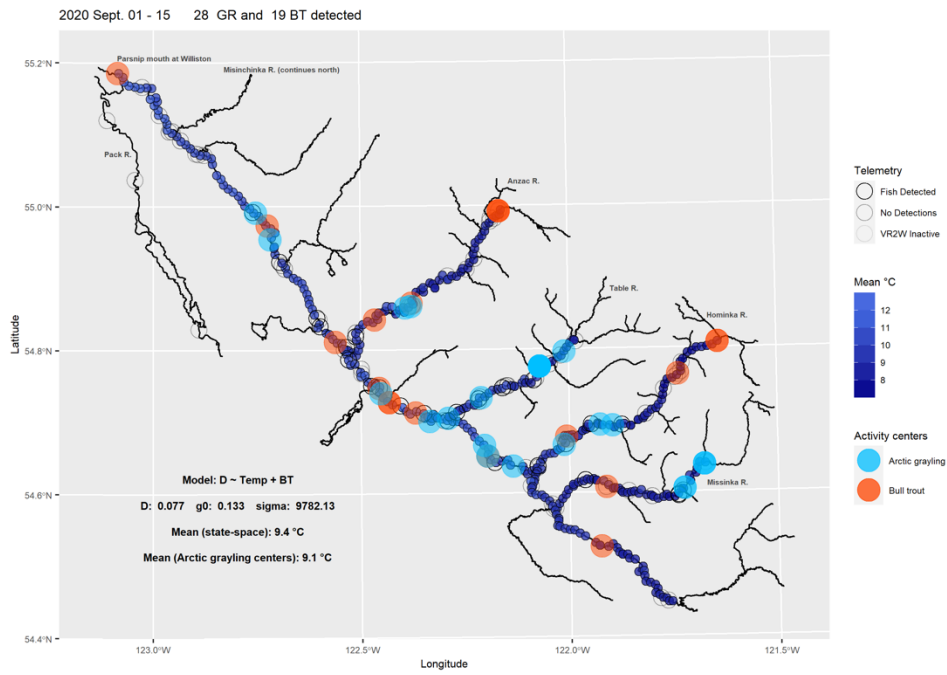 2020 Sept. 01 - 15 28 GR and 19 BT detected
Parsnip mouth at Williston
Misinchinka R. (continues north)
Pack R.
Anzac R.
Table R.
Hominka R.
Missinka R.
Model: D ~ Temp + BT
D: 0.077 g0: 0.133 sigma: 9782.13
Mean (state-space): 9.4 °C
Mean (Arctic grayling centers): 9.1 °C
55.2°N
55.0°N
54.8°N
54.6°N
54.4°N
Latitude
123.0°W
122.5°W
122.0°W
121.5°W
Longitude
Telemetry
Fish Detected
No Detections
VR2W Inactive
Mean °C
12
11
10
9
8
Activity centers
Arctic grayling
Bull trout